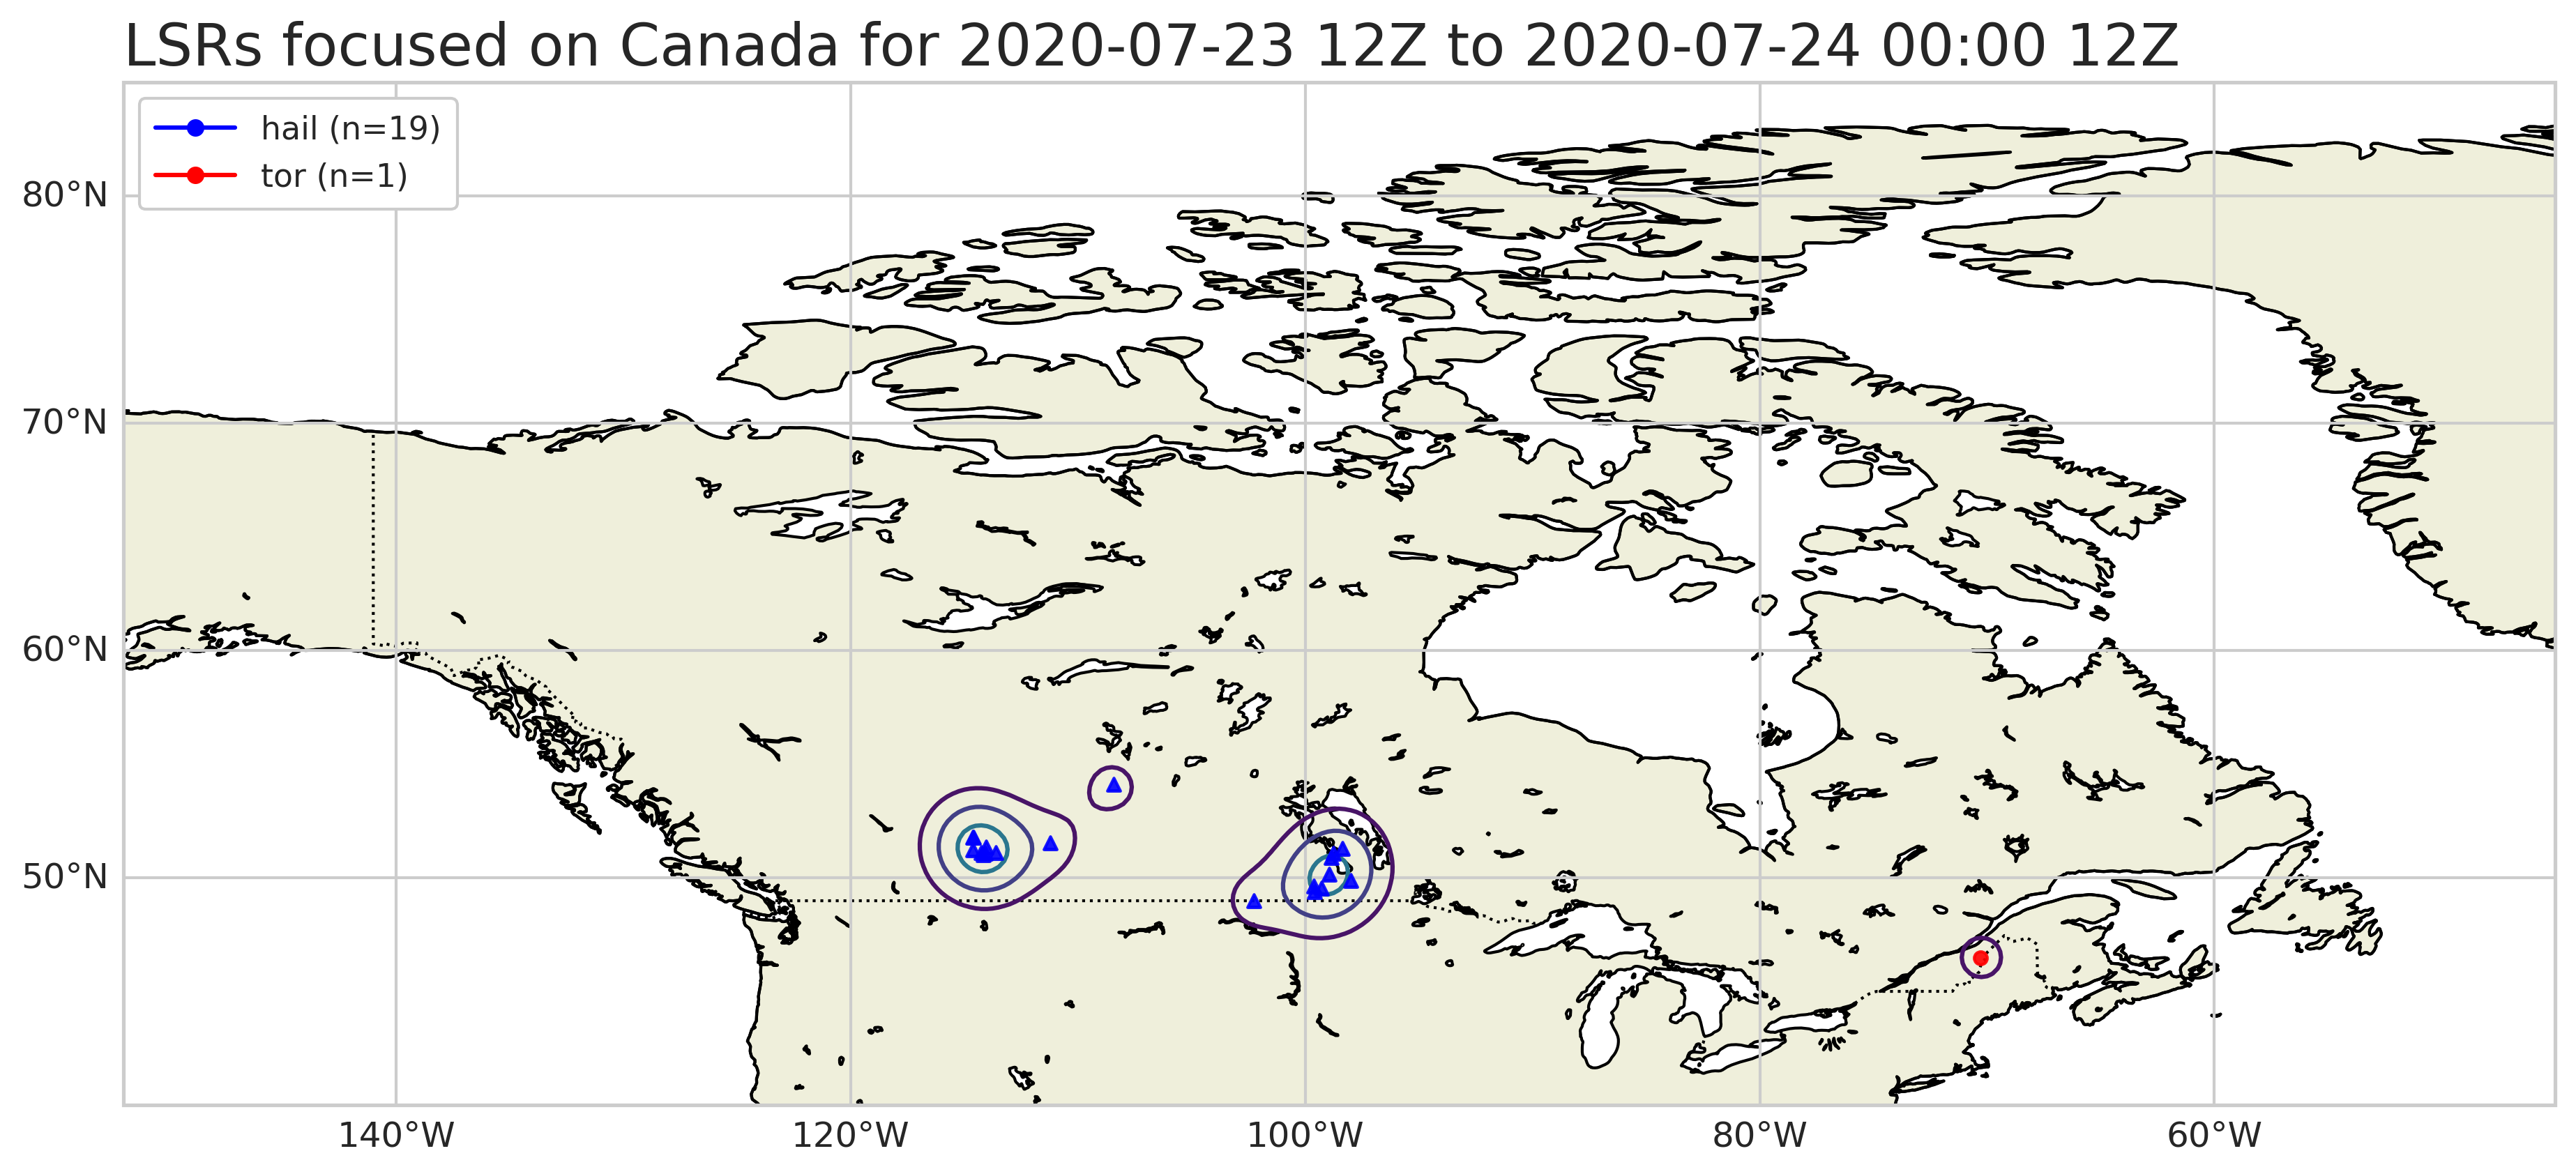 LSRs focused on Canada for 2020-07-23 12Z to 2020-07-24 00:00 12Z
hail (n=19)
tor (n=1)
80°N
70°N
60°N
50°N
140°W
120°W
100°W
80°W
60°W